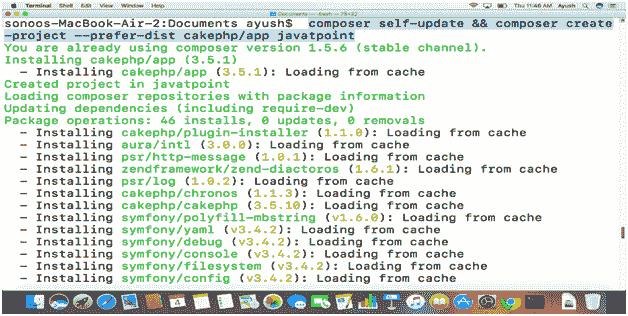 Terminal
Thu 11:46 AM Ayush
Documents — -bash — 75×22
sonoos-MacBook-Air-2:Documents ayush$ composer self-update && composer create
-project --prefer-dist cakephp/app javatpoint
You are already using composer version 1.5.6 (stable channel).
Installing cakephp/app (3.5.1)
- Installing cakephp/app (3.5.1): Loading from cache
Created project in javatpoint
Loading composer repositories with package information
Updating dependencies (including require-dev)
Package operations: 46 installs, 0 updates, 0 removals
- Installing cakephp/plugin-installer (1.1.0): Loading from cache
- Installing aura/intl (3.0.0): Loading from cache
- Installing psr/http-message (1.0.1): Loading from cache
- Installing zendframework/zend-diactoros (1.6.1): Loading from cache
- Installing psr/log (1.0.2): Loading from cache
- Installing cakephp/chronos (1.1.3): Loading from cache
- Installing cakephp/cakephp (3.5.10): Loading from cache
- Installing symfony/polyfill-mbstring (v1.6.0): Loading from cache
- Installing symfony/yaml (v3.4.2): Loading from cache
- Installing symfony/debug (v3.4.2): Loading from cache
- Installing symfony/console (v3.4.2): Loading from cache
- Installing symfony/filesystem (v3.4.2): Loading from cache
- Installing symfony/config (v3.4.2): Loading from cache